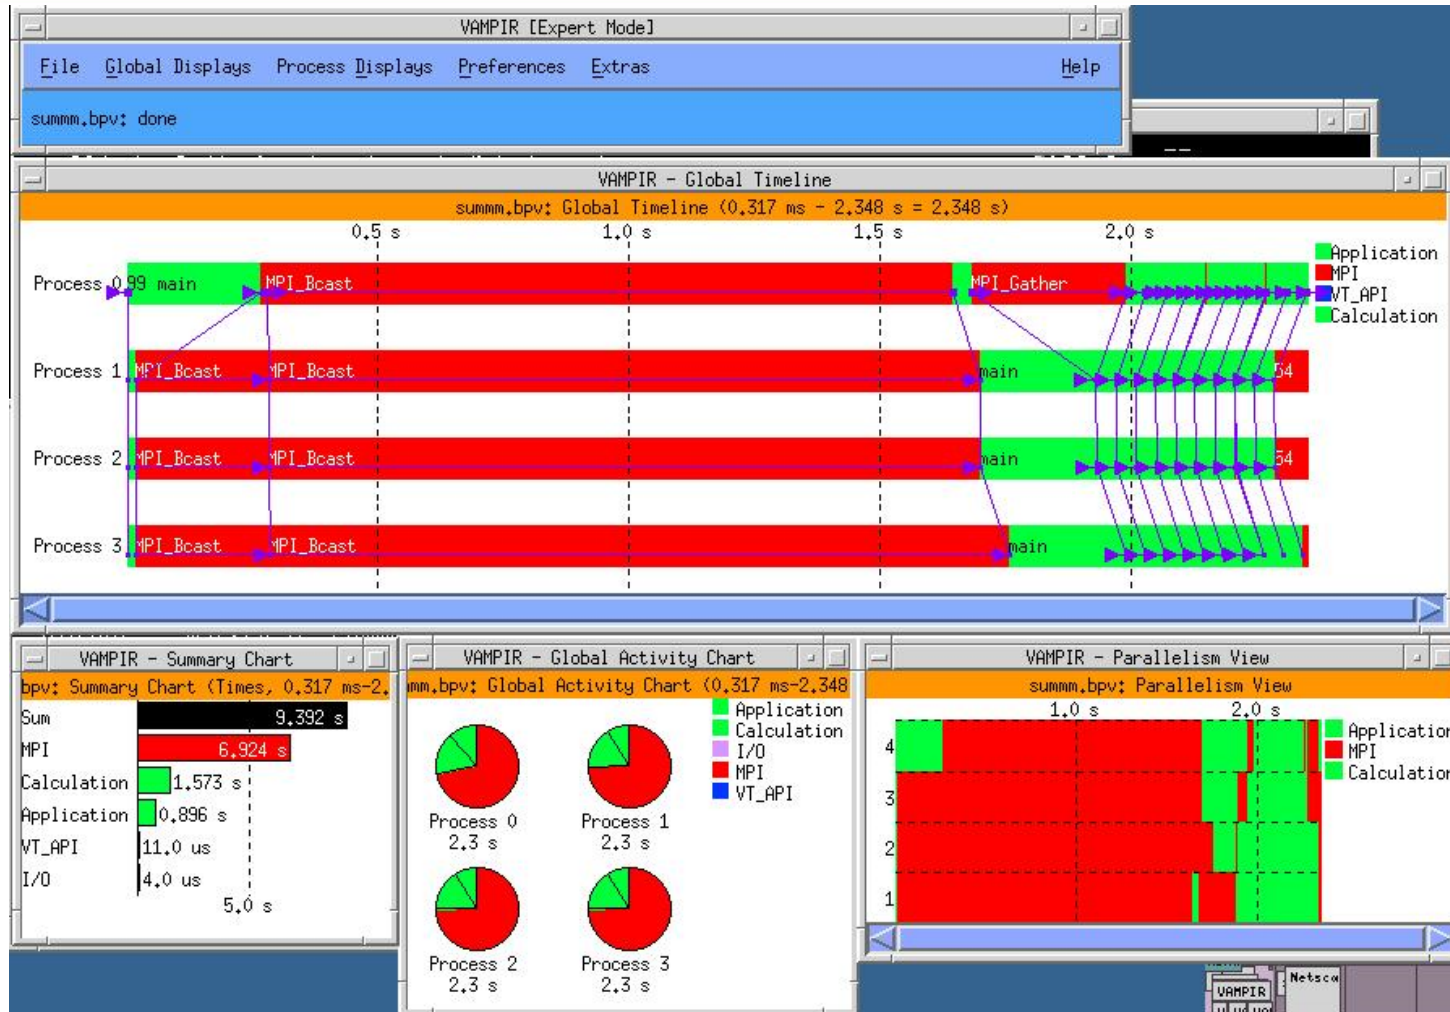 VAMPIR [Expert Mode]
File Global Displays Process Displays Preferences Extras Help
summm.bpv: done
VAMPIR - Global Timeline
summm.bpv: Global Timeline (0.317 ms - 2.348 s = 2.348 s)
0.5 s 1.0 s 1.5 s 2.0 s
Process 0 99 main MPI_Bcast MPI_Gather
Application
MPI
VT_API
Calculation
Process 1 MPI_Bcast MPI_Bcast main 54
Process 2 MPI_Bcast MPI_Bcast main 54
Process 3 MPI_Bcast MPI_Bcast main
VAMPIR - Summary Chart
bpv: Summary Chart (Times, 0.317 ms-2.
Sum 9.392 s
MPI 6.924 s
Calculation 1.573 s
Application 0.896 s
VT_API 11.0 us
I/O 4.0 us
5.0 s
VAMPIR - Global Activity Chart
mm.bpv: Global Activity Chart (0.317 ms-2.348
Application
Calculation
I/O
MPI
VT_API
Process 0 Process 1
2.3 s 2.3 s
Process 2 Process 3
2.3 s 2.3 s
VAMPIR - Parallelism View
summm.bpv: Parallelism View
1.0 s 2.0 s
4
3
2
1
Application
MPI
Calculation
VAMPIR
Netsca